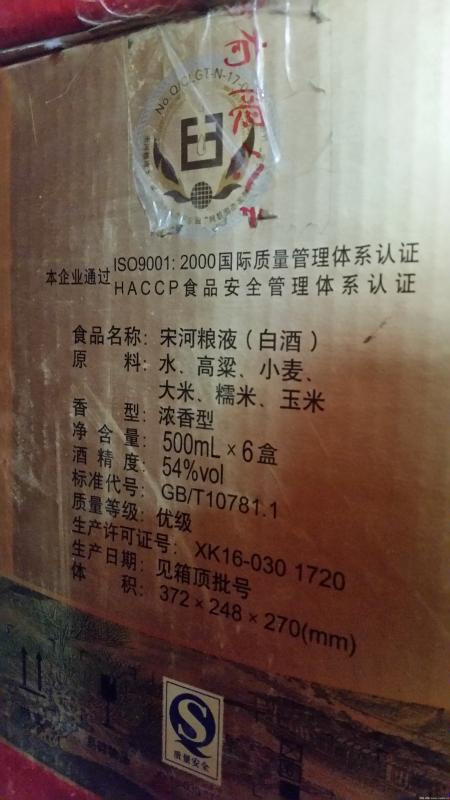 No Q/CLGT-N-17-0
本企业通过
ISO9001: 2000国际质量管理体系认证
HACCP食品安全管理体系认证
食品名称: 宋河粮液 ( 白酒 )
原 料: 水、高粱、小麦、
大米、糯米、玉米
香 型: 浓香型
净 含 量: 500mL × 6盒
酒 精 度: 54%vol
标准代号: GB/T10781.1
质量等级: 优级
生产许可证号: XK16-030 1720
生产日期: 见箱顶批号
体 积: 372 × 248 × 270(mm)
质量安全